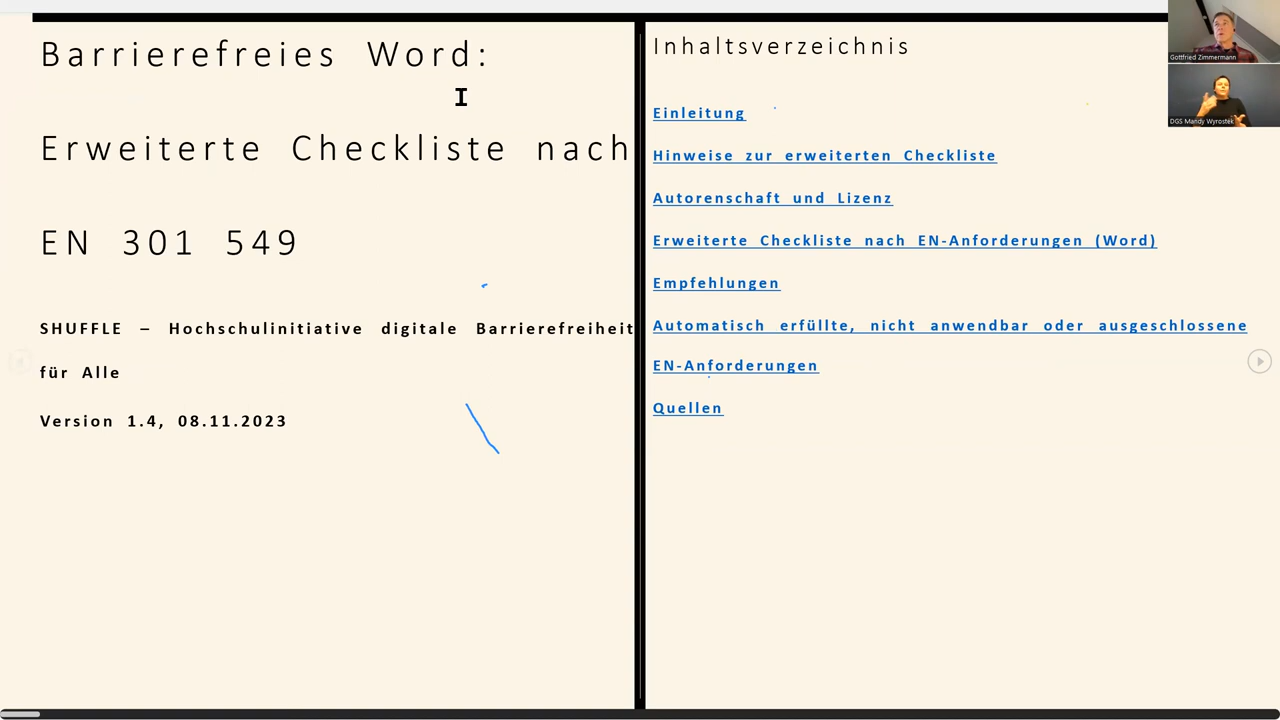 Barrierefreies Word:
Erweiterte Checkliste nach
EN 301 549
SHUFFLE – Hochschulinitiative digitale Barrierefreiheit
für Alle
Version 1.4, 08.11.2023
Inhaltsverzeichnis
Einleitung
Hinweise zur erweiterten Checkliste
Autorenschaft und Lizenz
Erweiterte Checkliste nach EN-Anforderungen (Word)
Empfehlungen
Automatisch erfüllte, nicht anwendbar oder ausgeschlossene
EN-Anforderungen
Quellen
Gottfried Zimmermann
DGS Mandy Wyrostek